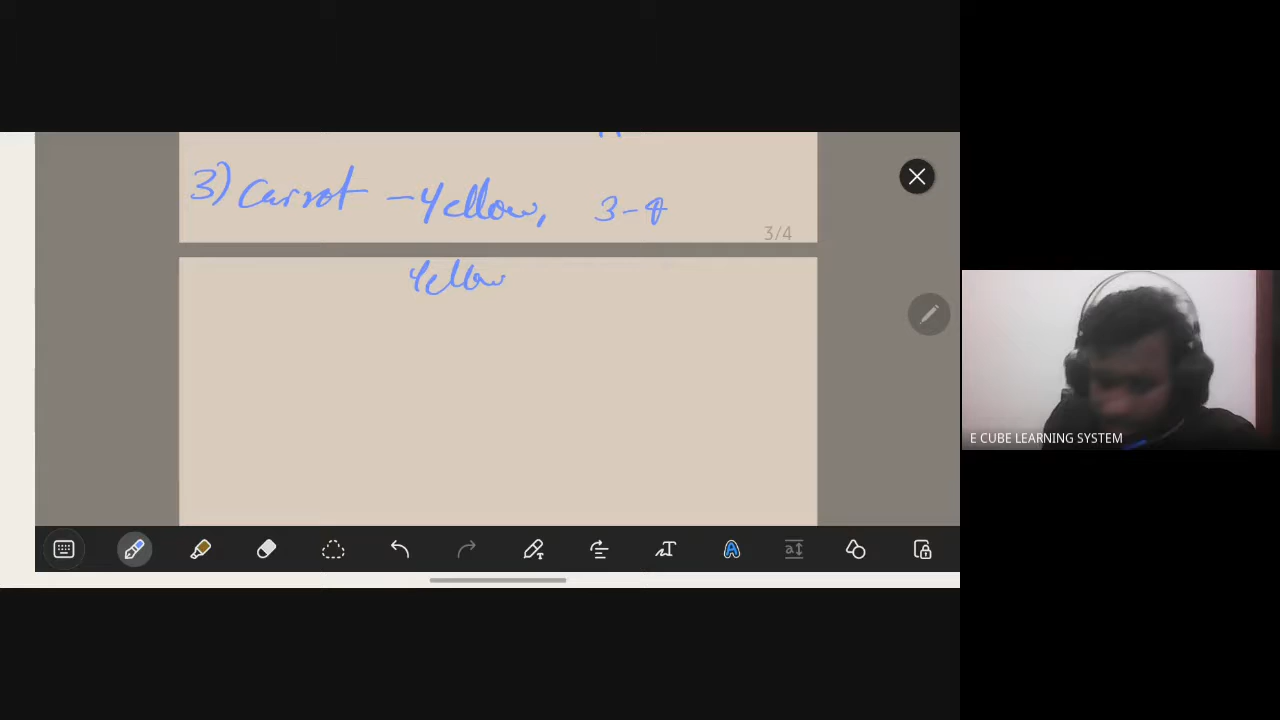 3) Carrot - Yellow, 3-4
3/4
Yellow
E CUBE LEARNING SYSTEM